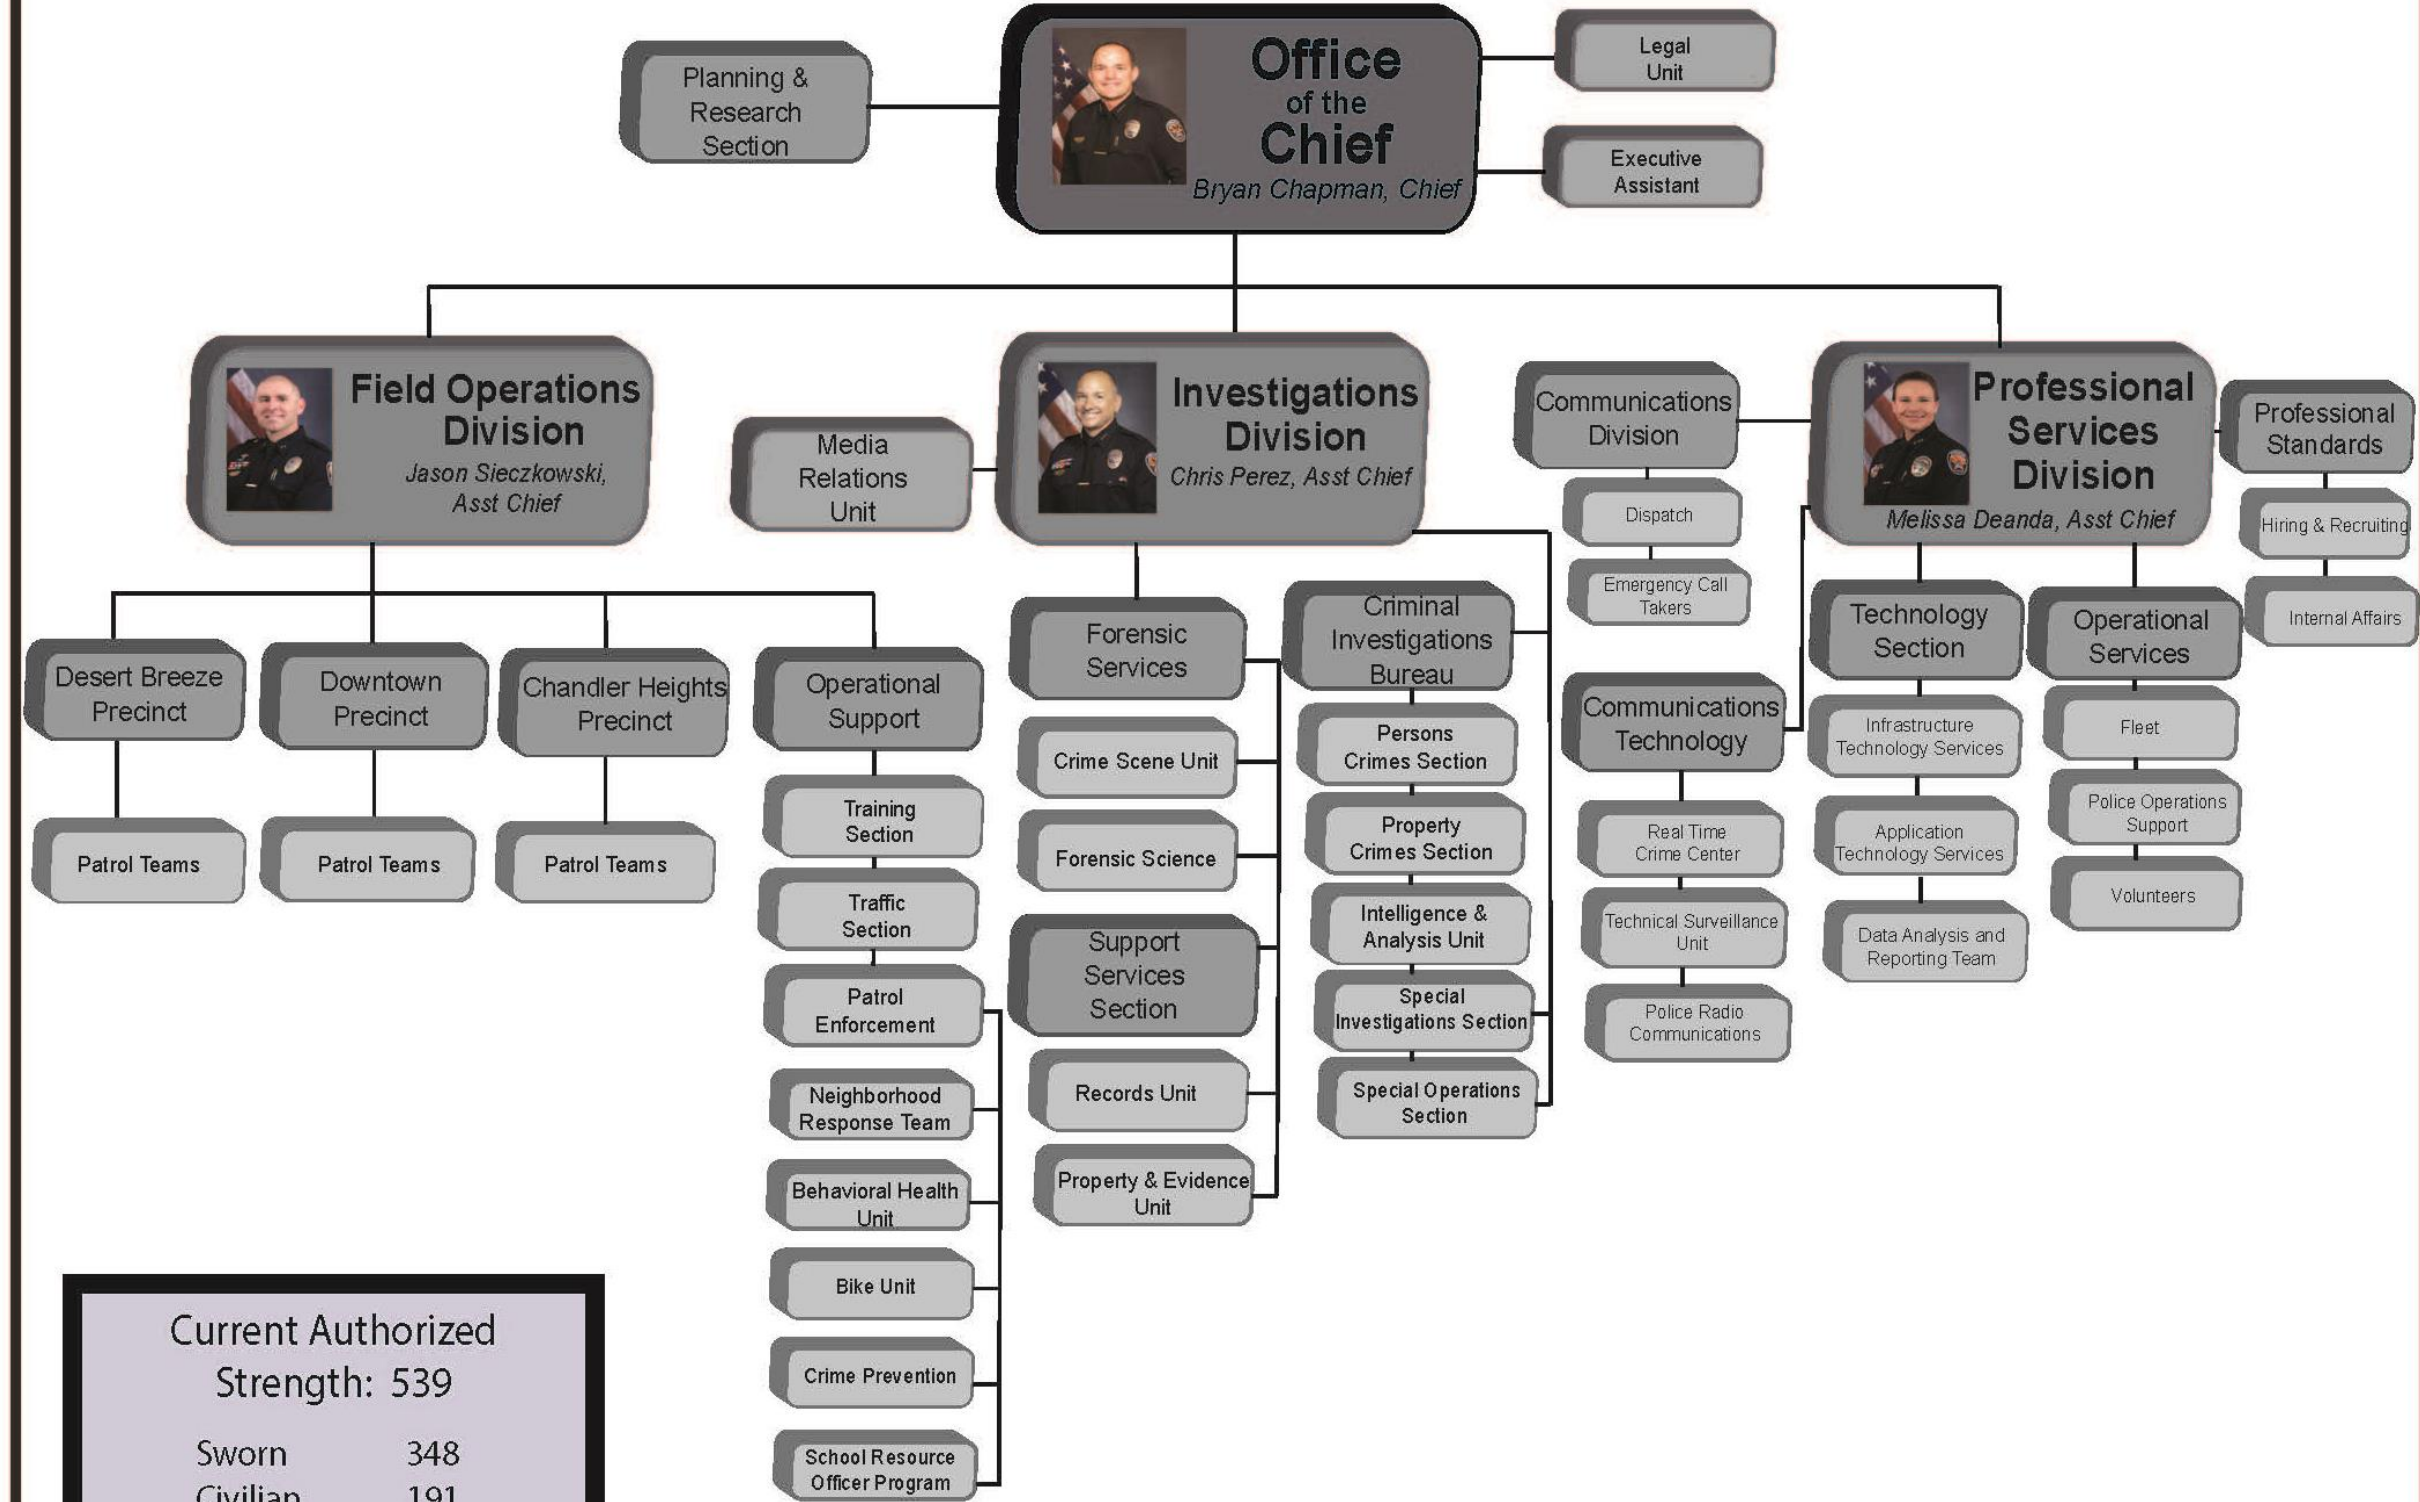 Office
of the
Chief
Bryan Chapman, Chief
Planning &
Research
Section
Legal
Unit
Executive
Assistant
Field Operations
Division
Jason Sieczkowski,
Asst Chief
Desert Breeze
Precinct
Patrol Teams
Downtown
Precinct
Patrol Teams
Chandler Heights
Precinct
Patrol Teams
Operational
Support
Training
Section
Traffic
Section
Patrol
Enforcement
Neighborhood
Response Team
Behavioral Health
Unit
Bike Unit
Crime Prevention
School Resource
Officer Program
Media
Relations
Unit
Investigations
Division
Chris Perez, Asst Chief
Forensic
Services
Crime Scene Unit
Forensic Science
Support
Services
Section
Records Unit
Property & Evidence
Unit
Criminal
Investigations
Bureau
Persons
Crimes Section
Property
Crimes Section
Intelligence &
Analysis Unit
Special
Investigations Section
Special Operations
Section
Communications
Division
Dispatch
Emergency Call
Takers
Professional
Services
Division
Melissa Deanda, Asst Chief
Communications
Technology
Real Time
Crime Center
Technical Surveillance
Unit
Police Radio
Communications
Technology
Section
Infrastructure
Technology Services
Application
Technology Services
Data Analysis and
Reporting Team
Operational
Services
Fleet
Police Operations
Support
Volunteers
Professional
Standards
Hiring & Recruiting
Internal Affairs
Current Authorized
Strength: 539
Sworn 348
Civilian 191